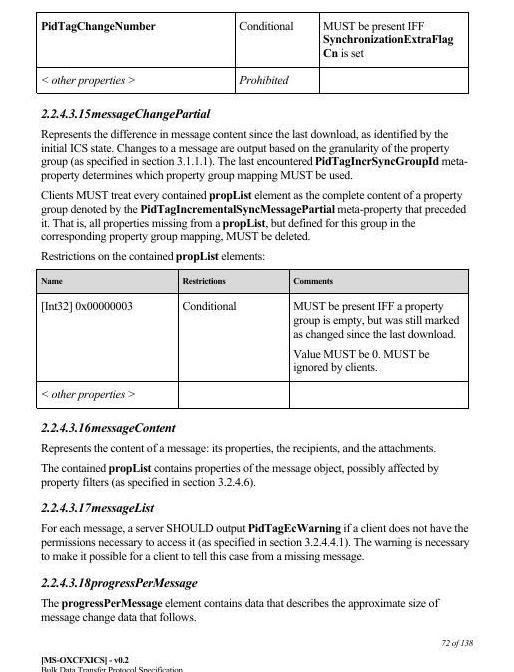 PidTagChangeNumber Conditional MUST be present IFF
SynchronizationExtraFlag
Cn is set
< other properties > Prohibited
2.2.4.3.15messageChangePartial
Represents the difference in message content since the last download, as identified by the
initial ICS state. Changes to a message are output based on the granularity of the property
group (as specified in section 3.1.1.1). The last encountered PidTagIncrSyncGroupId meta-
property determines which property group mapping MUST be used.
Clients MUST treat every contained propList element as the complete content of a property
group denoted by the PidTagIncrementalSyncMessagePartial meta-property that preceded
it. That is, all properties missing from a propList, but defined for this group in the
corresponding property group mapping, MUST be deleted.
Restrictions on the contained propList elements:
Name Restrictions Comments
[Int32] 0x00000003 Conditional MUST be present IFF a property
group is empty, but was still marked
as changed since the last download.
Value MUST be 0. MUST be
ignored by clients.
< other properties >
2.2.4.3.16messageContent
Represents the content of a message: its properties, the recipients, and the attachments.
The contained propList contains properties of the message object, possibly affected by
property filters (as specified in section 3.2.4.6).
2.2.4.3.17messageList
For each message, a server SHOULD output PidTagEcWarning if a client does not have the
permissions necessary to access it (as specified in section 3.2.4.4.1). The warning is necessary
to make it possible for a client to tell this case from a missing message.
2.2.4.3.18progressPerMessage
The progressPerMessage element contains data that describes the approximate size of
message change data that follows.
72 of 138
[MS-OXCFXICS] - v0.2
Bulk Data Transfer Protocol Specification